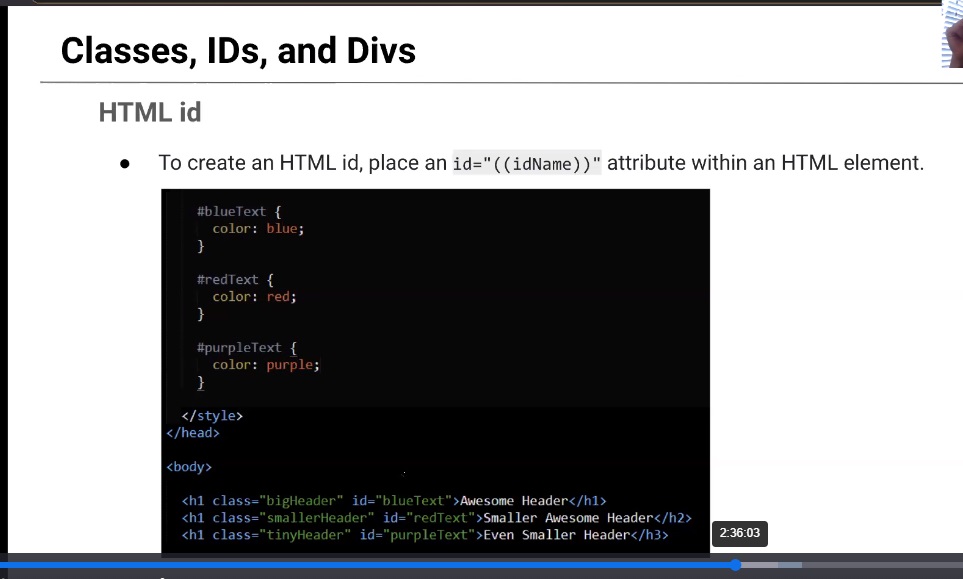 Classes, IDs, and Divs
HTML id
● To create an HTML id, place an id="((idName))" attribute within an HTML element.
#blueText {
color: blue;
}
#redText {
color: red;
}
#purpleText {
color: purple;
}
</style>
</head>
<body>
<h1 class="bigHeader" id="blueText">Awesome Header</h1>
<h1 class="smallerHeader" id="redText">Smaller Awesome Header</h2>
<h1 class="tinyHeader" id="purpleText">Even Smaller Header</h3>
2:36:03